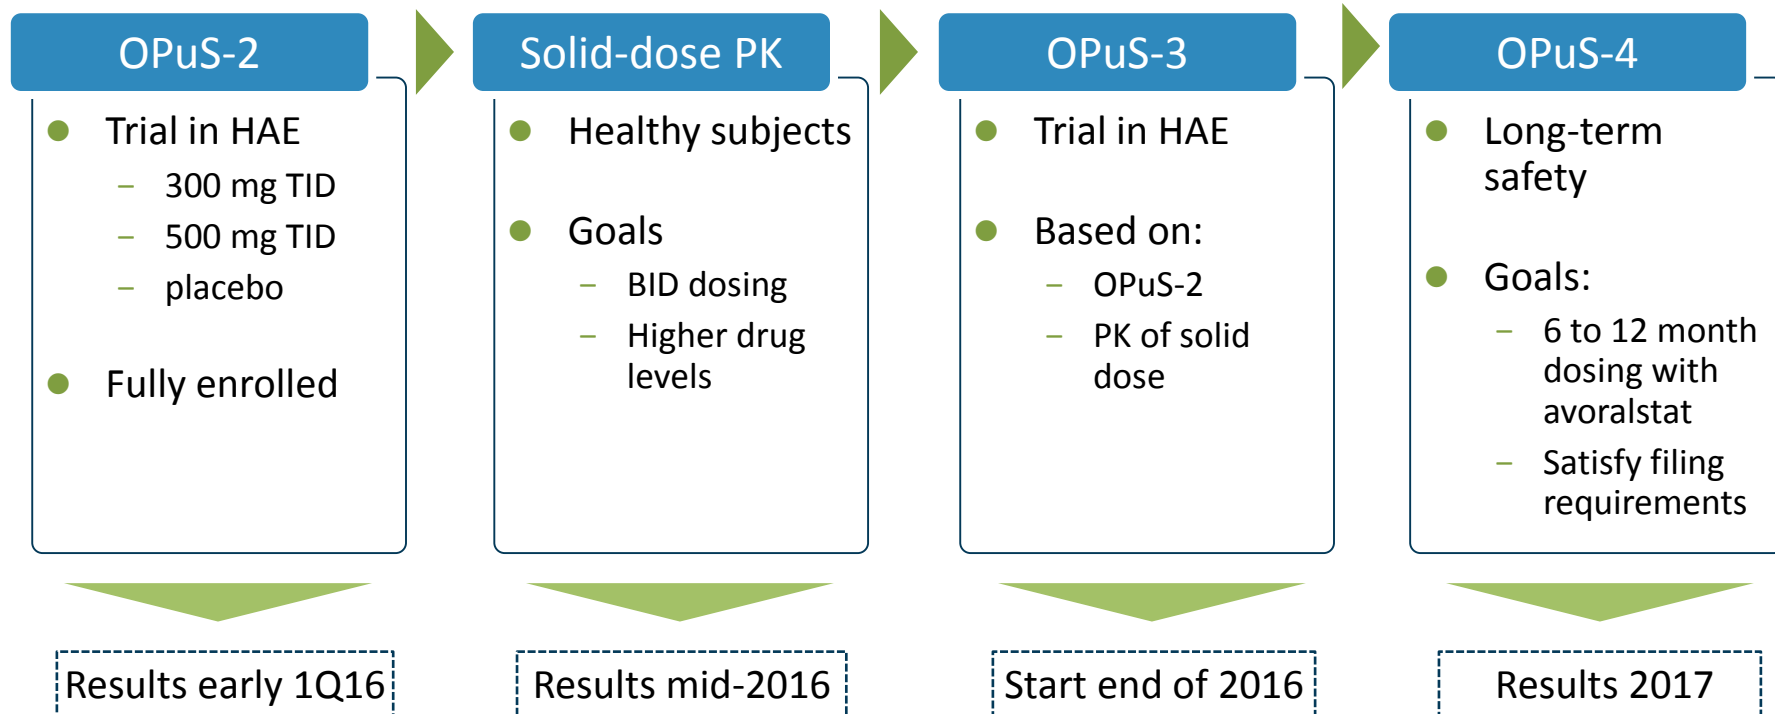 OPuS-2
● Trial in HAE
– 300 mg TID
– 500 mg TID
– placebo
● Fully enrolled
Results early 1Q16
Solid-dose PK
● Healthy subjects
● Goals
– BID dosing
– Higher drug
levels
Results mid-2016
OPuS-3
● Trial in HAE
● Based on:
– OPuS-2
– PK of solid
dose
Start end of 2016
OPuS-4
● Long-term
safety
● Goals:
– 6 to 12 month
dosing with
avoralstat
– Satisfy filing
requirements
Results 2017